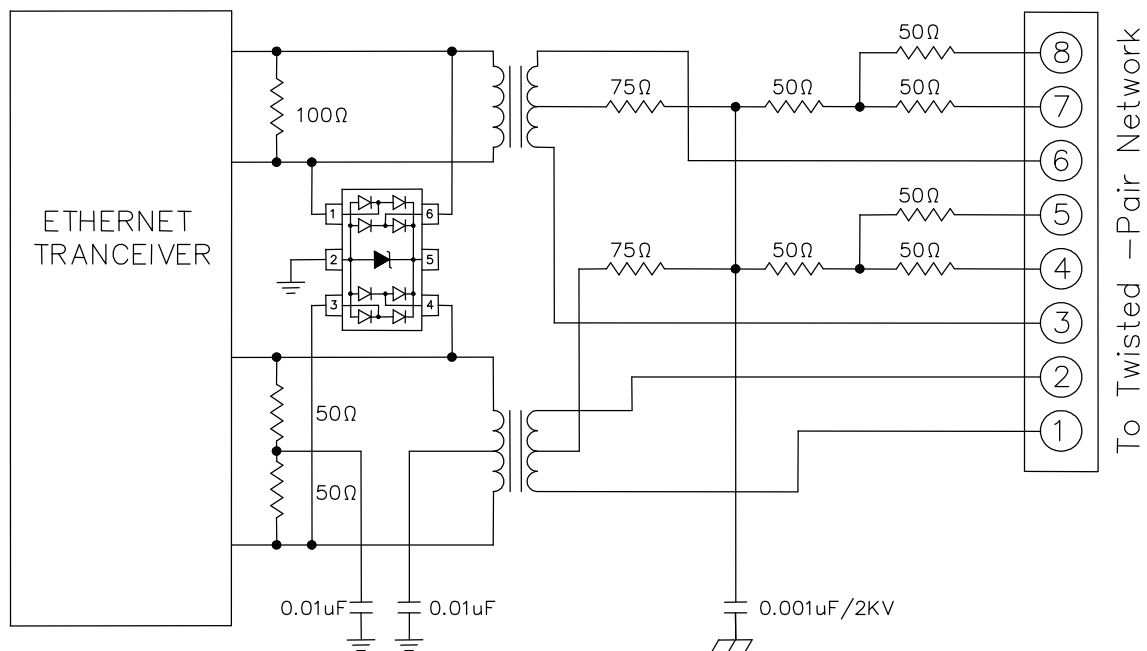 50Ω
8
75Ω
50Ω
50Ω
7
100Ω
6
1
6
50Ω
5
ETHERNET
TRANCEIVER
2
5
75Ω
50Ω
50Ω
4
3
4
3
2
50Ω
1
50Ω
0.01uF
0.01uF
0.001uF/2KV
To Twisted -Pair Network